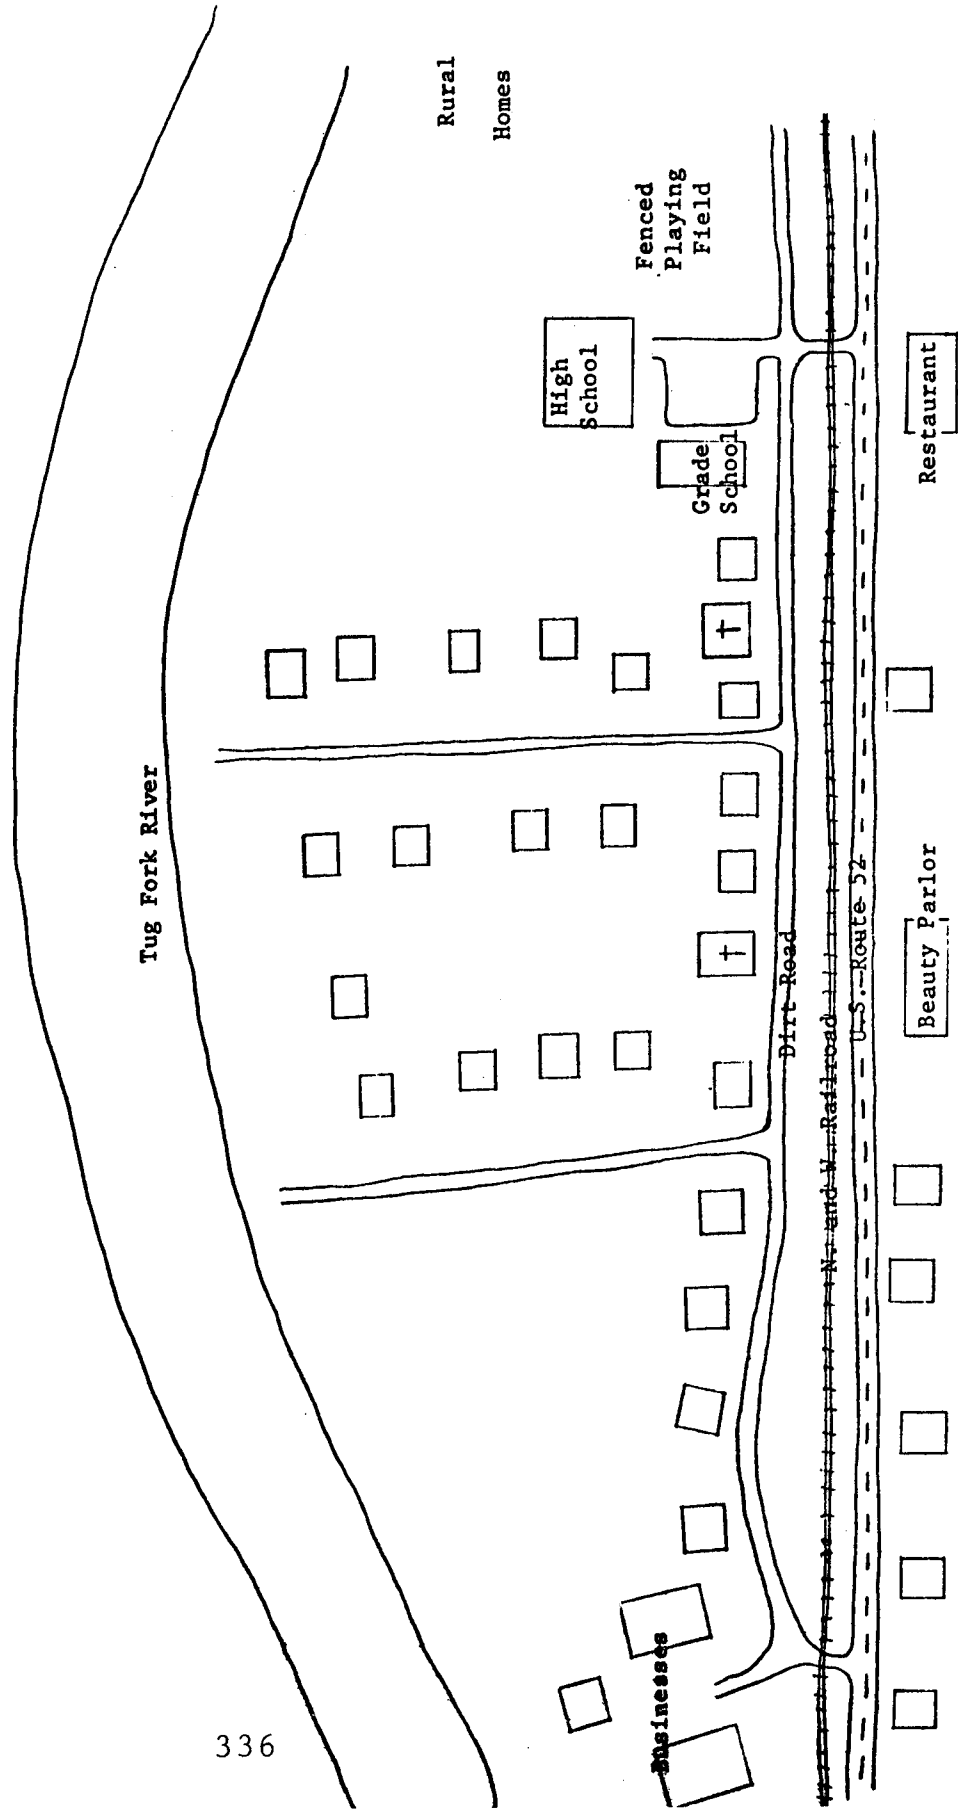 Rural
Homes
Fenced
Playing
Field
High
School
Grade
School
Restaurant
Tug Fork River
Dirt Road
N. and W. Railroad
U.S. Route 52
Beauty Parlor
Businesses
336
†
†